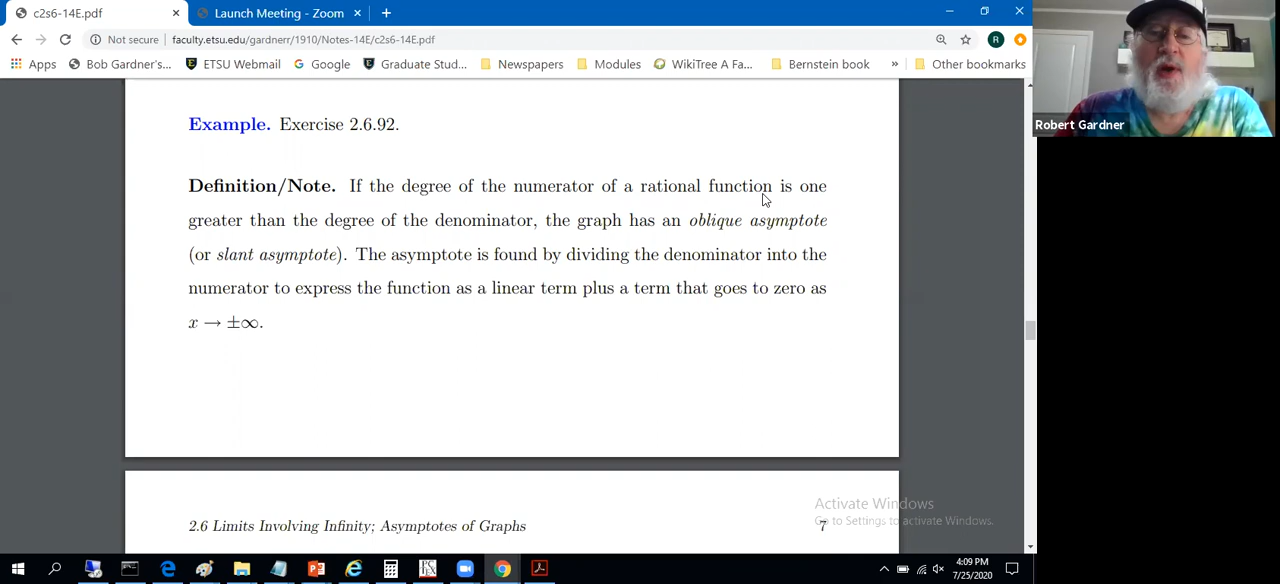 c2s6-14E.pdf
Launch Meeting - Zoom
Not secure | faculty.etsu.edu/gardnerr/1910/Notes-14E/c2s6-14E.pdf
R
Apps Bob Gardner's... ETSU Webmail Google Graduate Stud... Newspapers Modules WikiTree A Fa... Bernstein book » Other bookmarks
Robert Gardner
Example. Exercise 2.6.92.
Definition/Note. If the degree of the numerator of a rational function is one
greater than the degree of the denominator, the graph has an oblique asymptote
(or slant asymptote). The asymptote is found by dividing the denominator into the
numerator to express the function as a linear term plus a term that goes to zero as
x → ±∞.
Activate Windows
Go to Settings to activate Windows.
2.6 Limits Involving Infinity; Asymptotes of Graphs 7
4:09 PM
7/25/2020